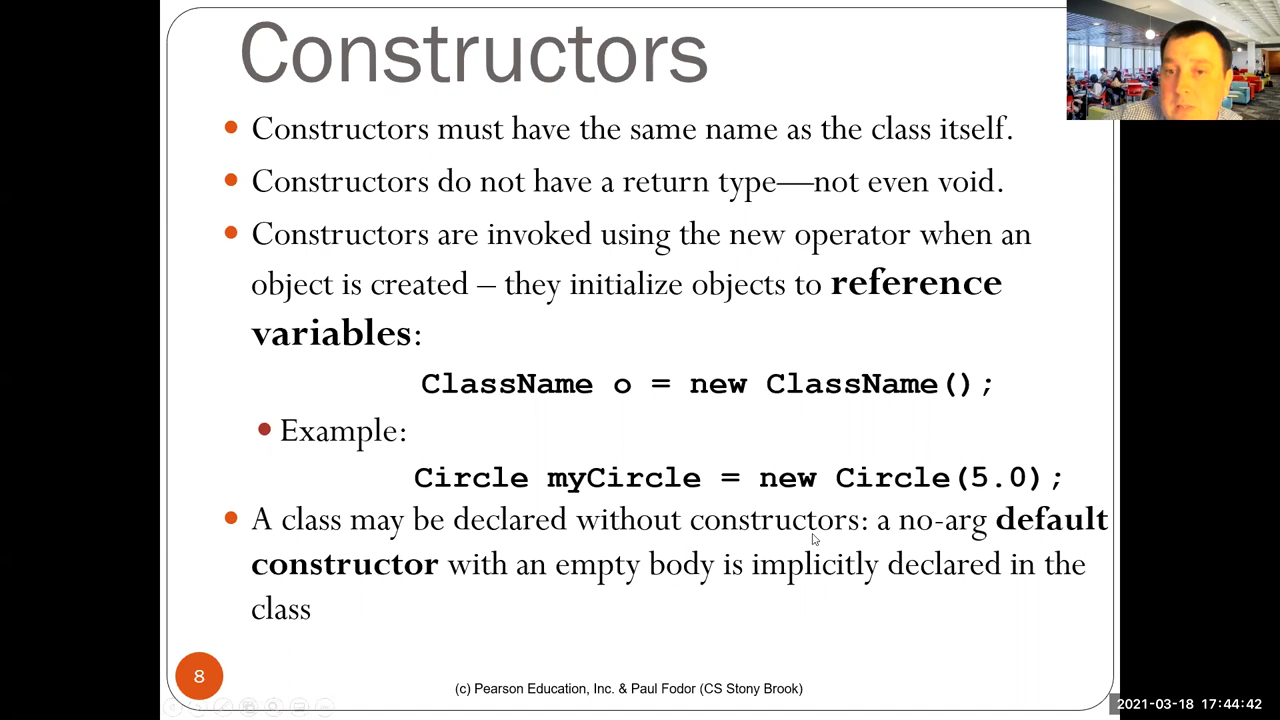 Constructors
Constructors must have the same name as the class itself.
Constructors do not have a return type—not even void.
Constructors are invoked using the new operator when an
object is created – they initialize objects to reference
variables:
ClassName o = new ClassName();
Example:
Circle myCircle = new Circle(5.0);
A class may be declared without constructors: a no-arg default
constructor with an empty body is implicitly declared in the
class
8
(c) Pearson Education, Inc. & Paul Fodor (CS Stony Brook)
2021-03-18 17:44:42